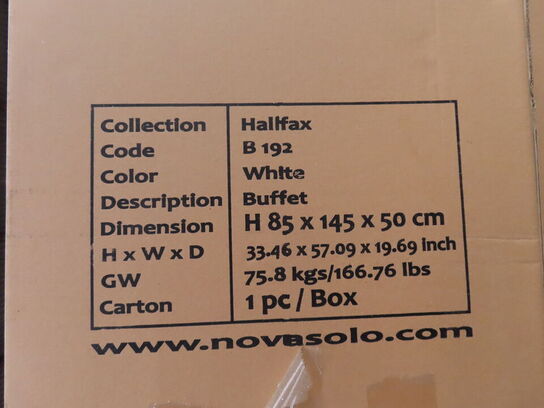 Collection Halifax
Code B 192
Color White
Description Buffet
Dimension H 85 x 145 x 50 cm
H x W x D 33.46 x 57.09 x 19.69 inch
GW 75.8 kgs/166.76 lbs
Carton 1 pc / Box
www.novasolo.com